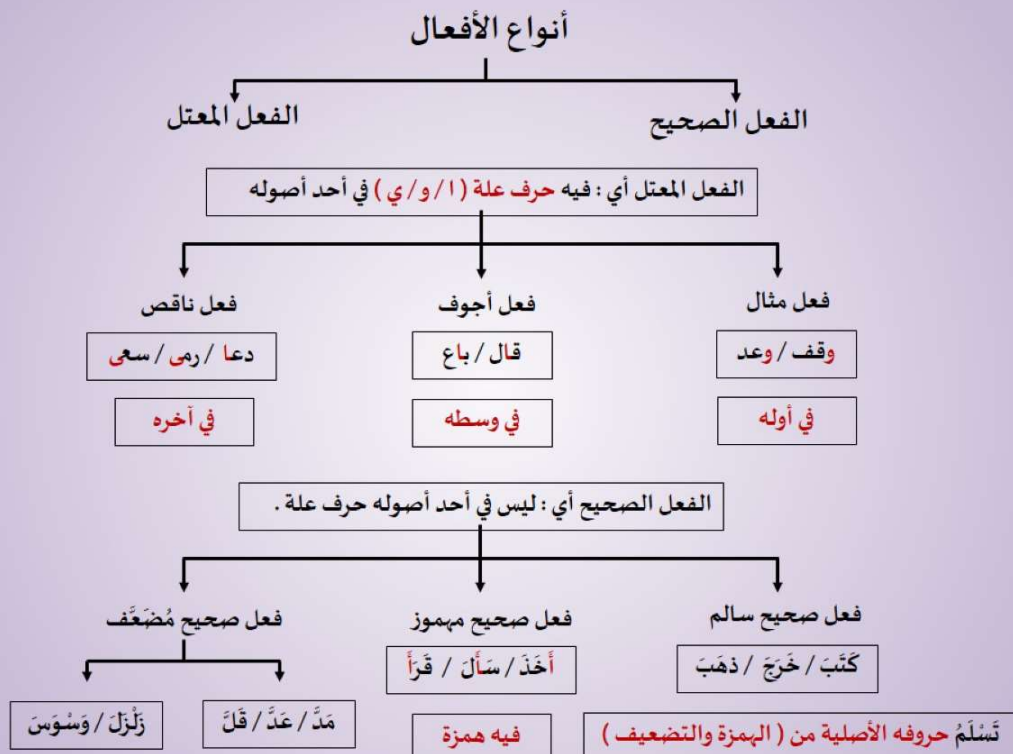 أنواع الأفعال
الفعل الصحيح
الفعل المعتل
الفعل المعتل أي : فيه حرف علة ( ا / و / ي ) في أحد أصوله
فعل مثال
فعل أجوف
فعل ناقص
وقف / وعد
قال / باع
دعا / رمى / سعى
في أوله
في وسطه
في آخره
الفعل الصحيح أي : ليس في أحد أصوله حرف علة .
فعل صحيح سالم
فعل صحيح مهموز
فعل صحيح مُضَعَّف
كَتَبَ / خَرَجَ / ذهَبَ
أَخَذَ / سَأَلَ / قَرَأَ
تَسْلَمُ حروفه الأصلية من ( الهمزة والتضعيف )
فيه همزة
مَدَّ / عَدَّ / قَلَّ
زَلْزَلَ / وَسْوَسَ